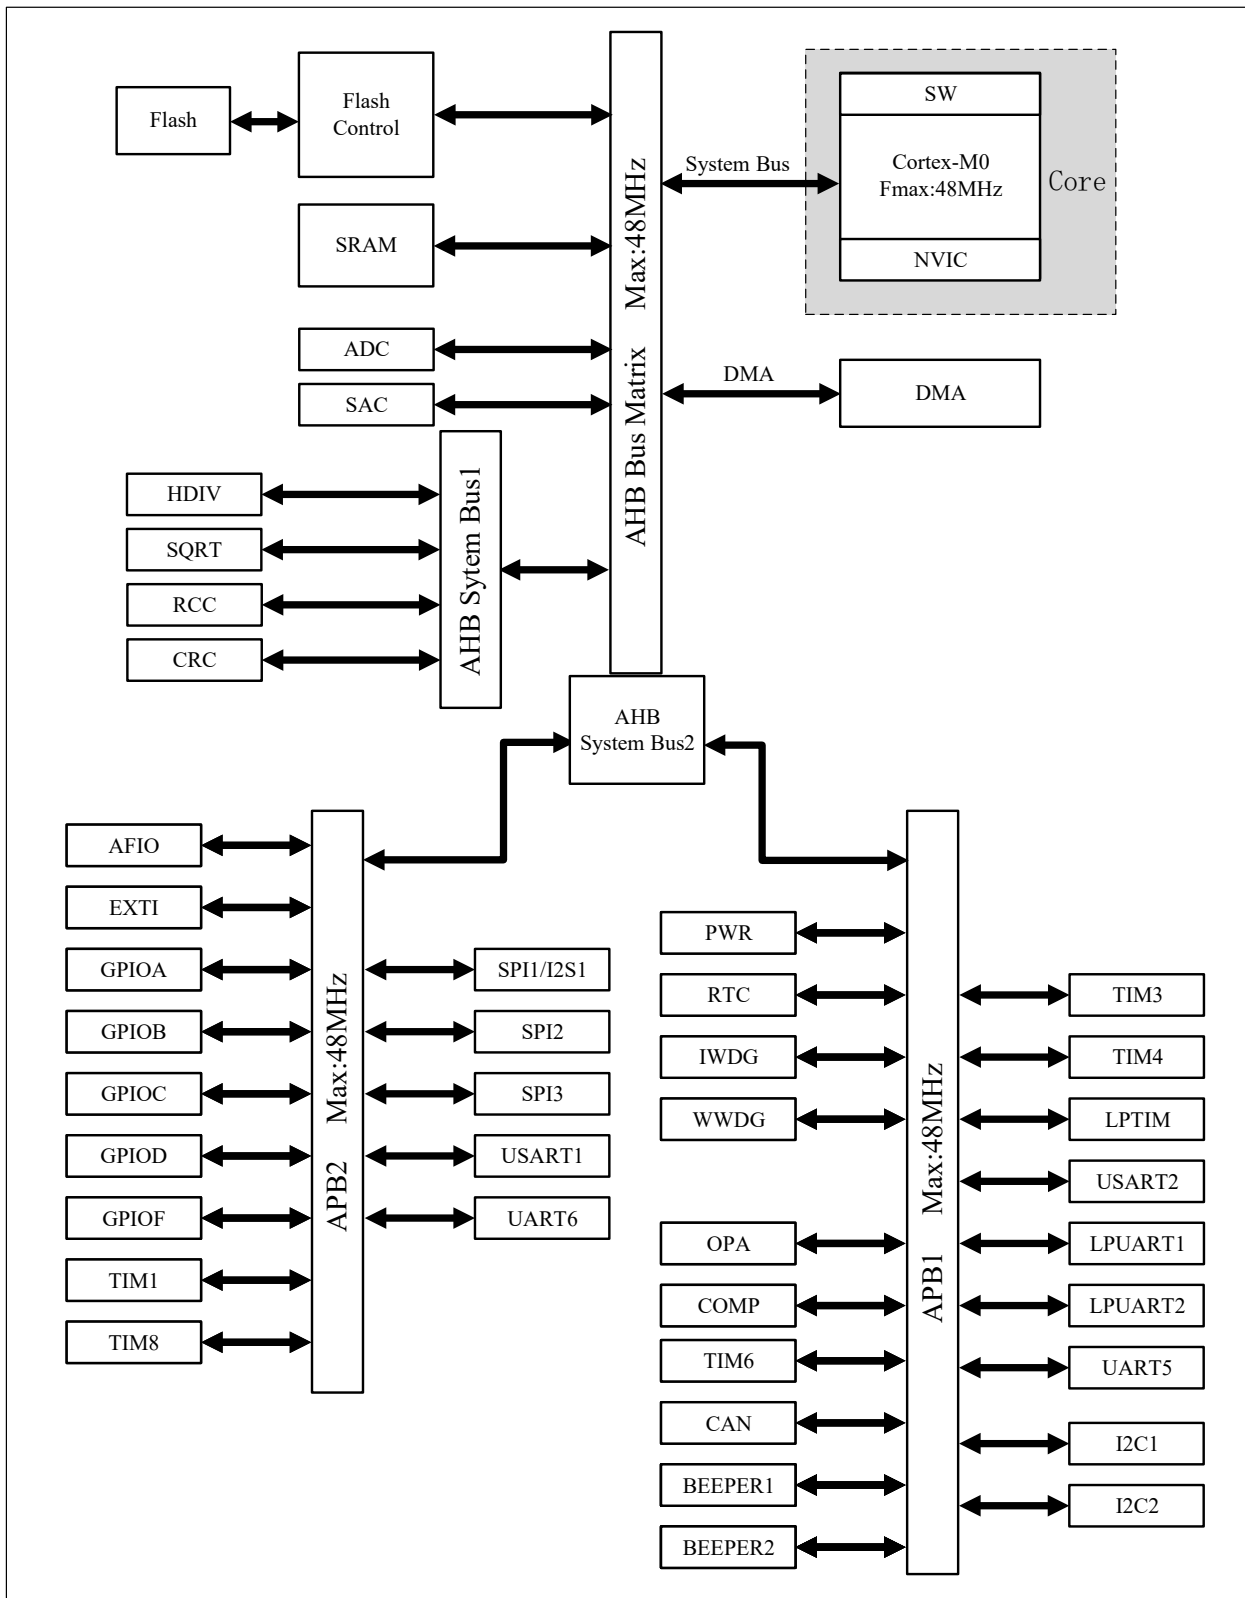 Flash
Flash
Control
SRAM
ADC
SAC
AHB Bus Matrix Max:48MHz
System Bus
SW
Cortex-M0
Fmax:48MHz
NVIC
Core
DMA
DMA
HDIV
SQRT
RCC
CRC
AHB Sytem Bus1
AHB
System Bus2
AFIO
EXTI
GPIOA
GPIOB
GPIOC
GPIOD
GPIOF
TIM1
TIM8
APB2 Max:48MHz
SPI1/I2S1
SPI2
SPI3
USART1
UART6
PWR
RTC
IWDG
WWDG
OPA
COMP
TIM6
CAN
BEEPER1
BEEPER2
APB1 Max:48MHz
TIM3
TIM4
LPTIM
USART2
LPUART1
LPUART2
UART5
I2C1
I2C2